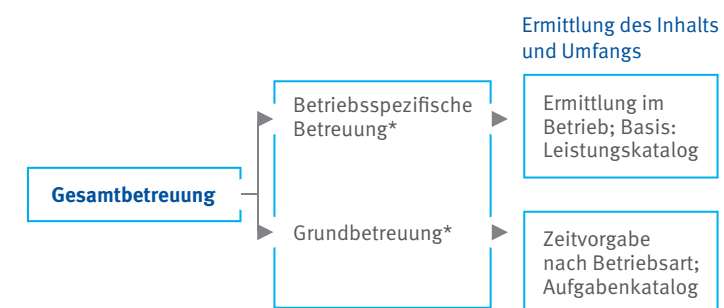 Ermittlung des Inhalts
und Umfangs
Betriebsspezifische
Betreuung*
Ermittlung im
Betrieb; Basis:
Leistungskatalog
Gesamtbetreuung
Grundbetreuung*
Zeitvorgabe
nach Betriebsart;
Aufgabenkatalog